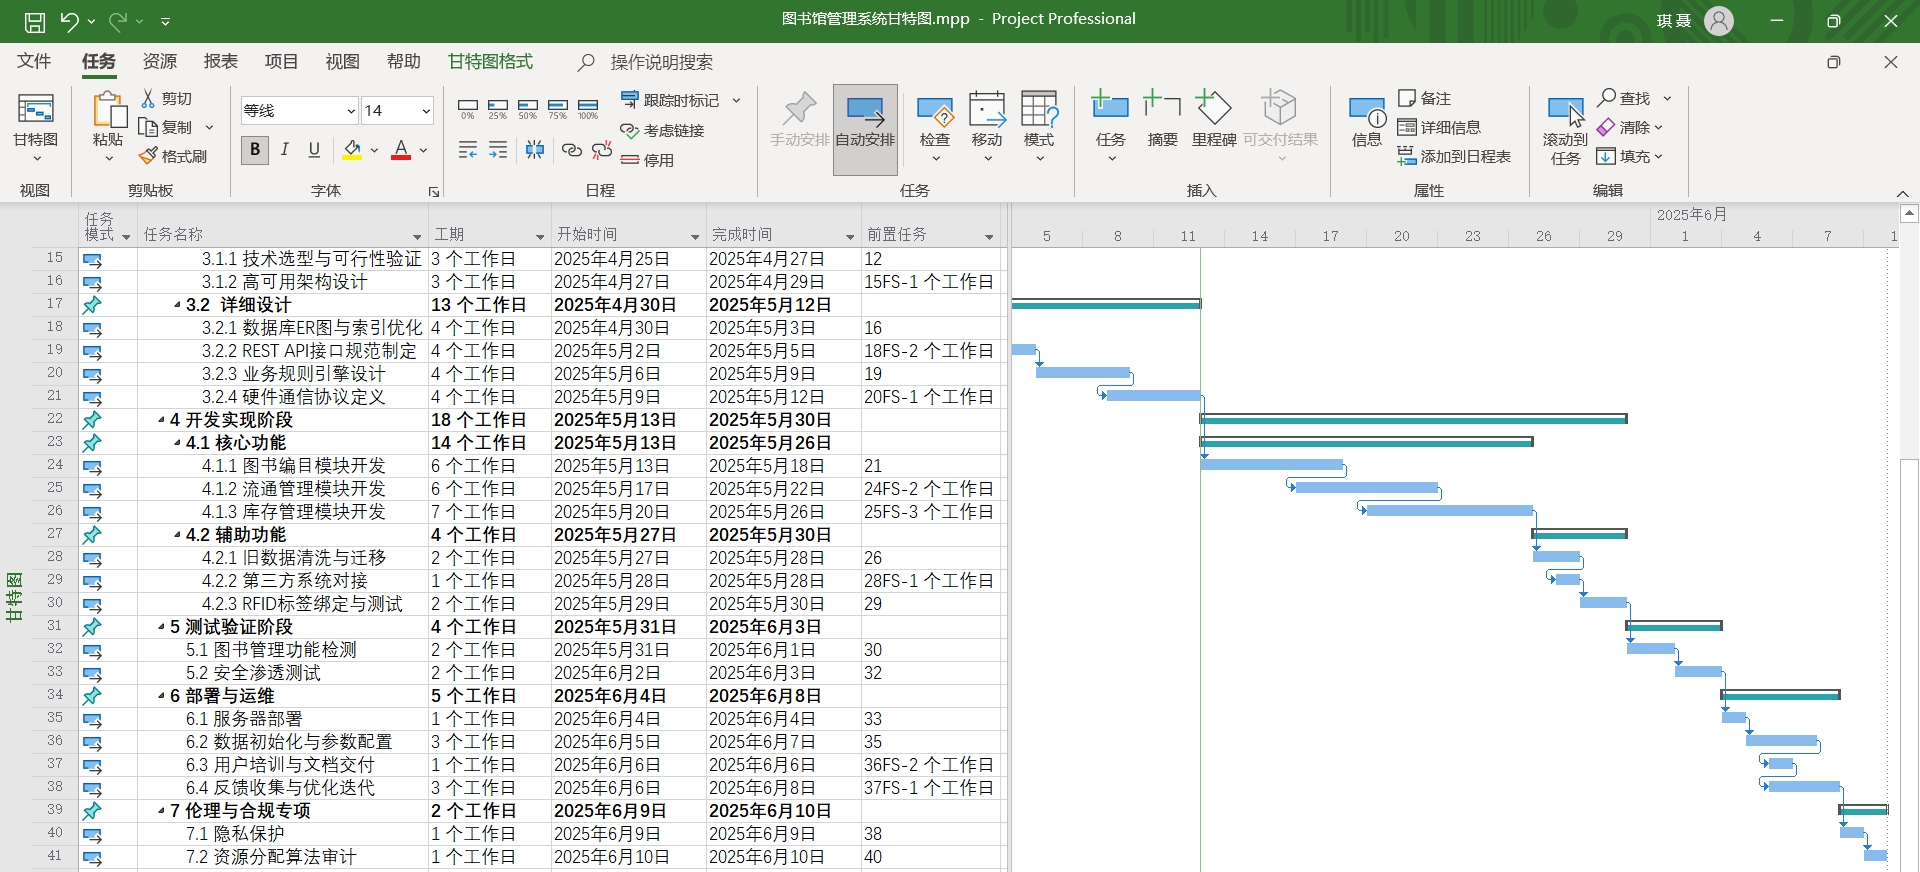 图书馆管理系统甘特图.mpp - Project Professional
琪 聂
文件 任务 资源 报表 项目 视图 帮助 甘特图格式 操作说明搜索
甘特图
视图
粘贴
剪切
复制
格式刷
剪贴板
等线 14
B I U A
字体
0% 25% 50% 75% 100%
跟踪时标记
考虑链接
停用
日程
手动安排 自动安排 检查 移动 模式
任务
任务 摘要 里程碑 可交付结果
插入
信息
备注
详细信息
添加到日程表
属性
滚动到
任务
查找
清除
填充
编辑
任务模式 任务名称 工期 开始时间 完成时间 前置任务
2025年6月
5 8 11 14 17 20 23 26 29 1 4 7 1
15 3.1.1 技术选型与可行性验证 3 个工作日 2025年4月25日 2025年4月27日 12
16 3.1.2 高可用架构设计 3 个工作日 2025年4月27日 2025年4月29日 15FS-1 个工作日
17 3.2 详细设计 13 个工作日 2025年4月30日 2025年5月12日
18 3.2.1 数据库ER图与索引优化 4 个工作日 2025年4月30日 2025年5月3日 16
19 3.2.2 REST API接口规范制定 4 个工作日 2025年5月2日 2025年5月5日 18FS-2 个工作日
20 3.2.3 业务规则引擎设计 4 个工作日 2025年5月6日 2025年5月9日 19
21 3.2.4 硬件通信协议定义 4 个工作日 2025年5月9日 2025年5月12日 20FS-1 个工作日
22 4 开发实现阶段 18 个工作日 2025年5月13日 2025年5月30日
23 4.1 核心功能 14 个工作日 2025年5月13日 2025年5月26日
24 4.1.1 图书编目模块开发 6 个工作日 2025年5月13日 2025年5月18日 21
25 4.1.2 流通管理模块开发 6 个工作日 2025年5月17日 2025年5月22日 24FS-2 个工作日
26 4.1.3 库存管理模块开发 7 个工作日 2025年5月20日 2025年5月26日 25FS-3 个工作日
27 4.2 辅助功能 4 个工作日 2025年5月27日 2025年5月30日
28 4.2.1 旧数据清洗与迁移 2 个工作日 2025年5月27日 2025年5月28日 26
29 4.2.2 第三方系统对接 1 个工作日 2025年5月28日 2025年5月28日 28FS-1 个工作日
30 4.2.3 RFID标签绑定与测试 2 个工作日 2025年5月29日 2025年5月30日 29
31 5 测试验证阶段 4 个工作日 2025年5月31日 2025年6月3日
32 5.1 图书管理功能检测 2 个工作日 2025年5月31日 2025年6月1日 30
33 5.2 安全渗透测试 2 个工作日 2025年6月2日 2025年6月3日 32
34 6 部署与运维 5 个工作日 2025年6月4日 2025年6月8日
35 6.1 服务器部署 1 个工作日 2025年6月4日 2025年6月4日 33
36 6.2 数据初始化与参数配置 3 个工作日 2025年6月5日 2025年6月7日 35
37 6.3 用户培训与文档交付 1 个工作日 2025年6月6日 2025年6月6日 36FS-2 个工作日
38 6.4 反馈收集与优化迭代 3 个工作日 2025年6月6日 2025年6月8日 37FS-1 个工作日
39 7 伦理与合规专项 2 个工作日 2025年6月9日 2025年6月10日
40 7.1 隐私保护 1 个工作日 2025年6月9日 2025年6月9日 38
41 7.2 资源分配算法审计 1 个工作日 2025年6月10日 2025年6月10日 40
甘特图